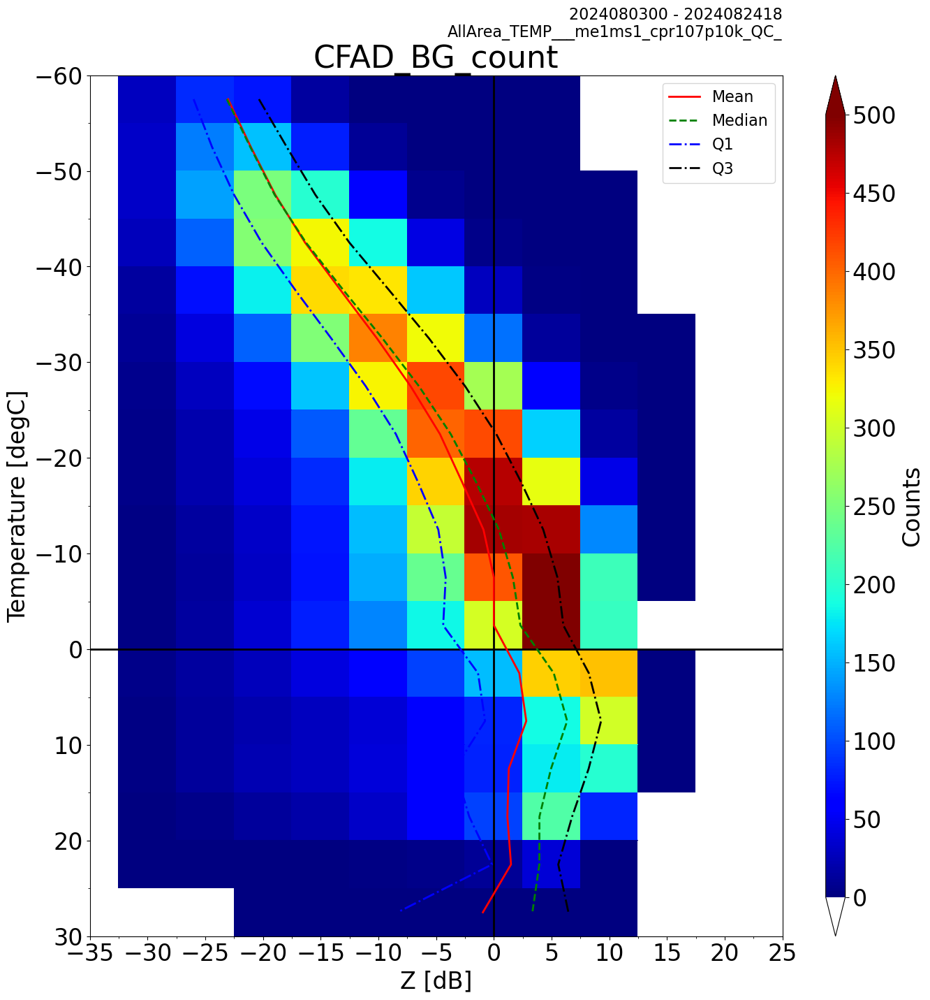 2024080300 - 2024082418
AllArea_TEMP___me1ms1_cpr107p10k_QC_
CFAD_BG_count
Mean
Median
Q1
Q3
Temperature [degC]
−60
−50
−40
−30
−20
−10
0
10
20
30
−35 −30 −25 −20 −15 −10 −5 0 5 10 15 20 25
Z [dB]
500
450
400
350
300
250
200
150
100
50
0
Counts